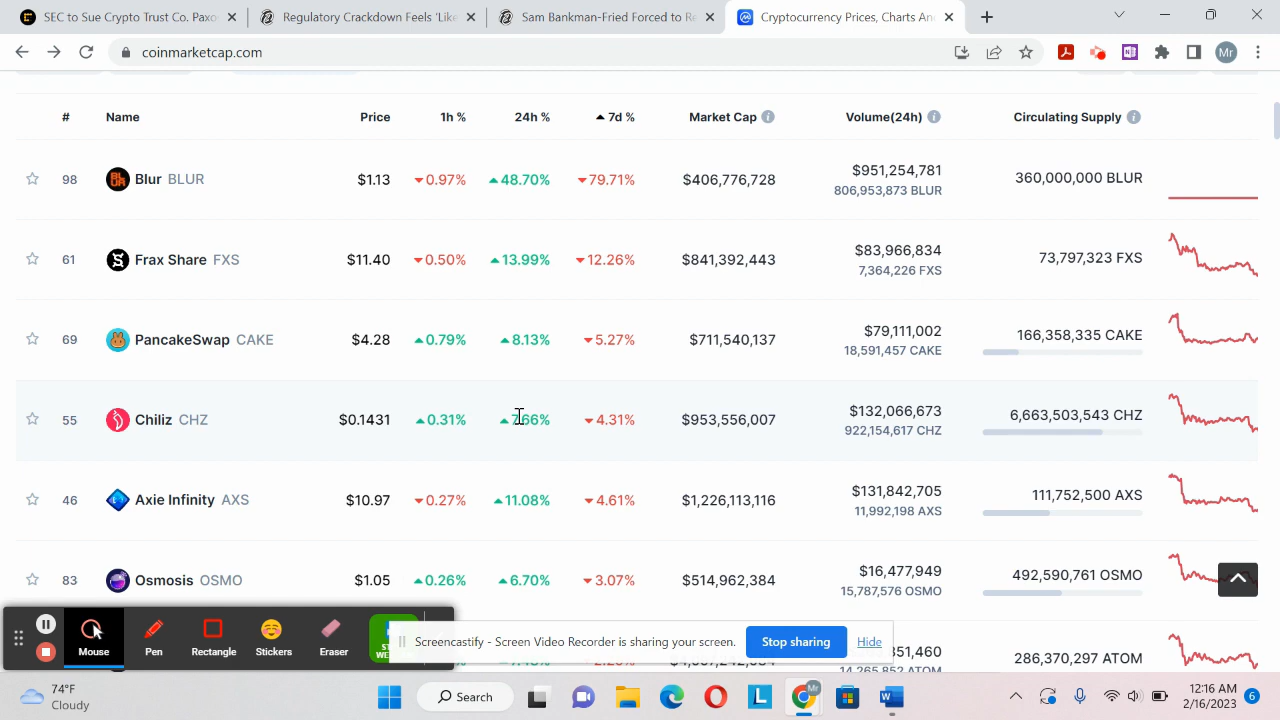 SEC to Sue Crypto Trust Co Paxo
Regulatory Crackdown Feels 'Like
Sam Bankman-Fried Forced to Re
Cryptocurrency Prices, Charts An
coinmarketcap.com
Mr
# Name Price 1h % 24h % 7d % Market Cap Volume(24h) Circulating Supply
98 Blur BLUR $1.13 0.97% 48.70% 79.71% $406,776,728 $951,254,781 360,000,000 BLUR
806,953,873 BLUR
61 Frax Share FXS $11.40 0.50% 13.99% 12.26% $841,392,443 $83,966,834 73,797,323 FXS
7,364,226 FXS
69 PancakeSwap CAKE $4.28 0.79% 8.13% 5.27% $711,540,137 $79,111,002 166,358,335 CAKE
18,591,457 CAKE
55 Chiliz CHZ $0.1431 0.31% 7.66% 4.31% $953,556,007 $132,066,673 6,663,503,543 CHZ
922,154,617 CHZ
46 Axie Infinity AXS $10.97 0.27% 11.08% 4.61% $1,226,113,116 $131,842,705 111,752,500 AXS
11,992,198 AXS
83 Osmosis OSMO $1.05 0.26% 6.70% 3.07% $514,962,384 $16,477,949 492,590,761 OSMO
15,787,576 OSMO
Mouse Pen Rectangle Stickers Eraser
Screencastify - Screen Video Recorder is sharing your screen. Stop sharing Hide
286,370,297 ATOM
14,265,852 ATOM
74°F
Cloudy
Search
12:16 AM
2/16/2023
6